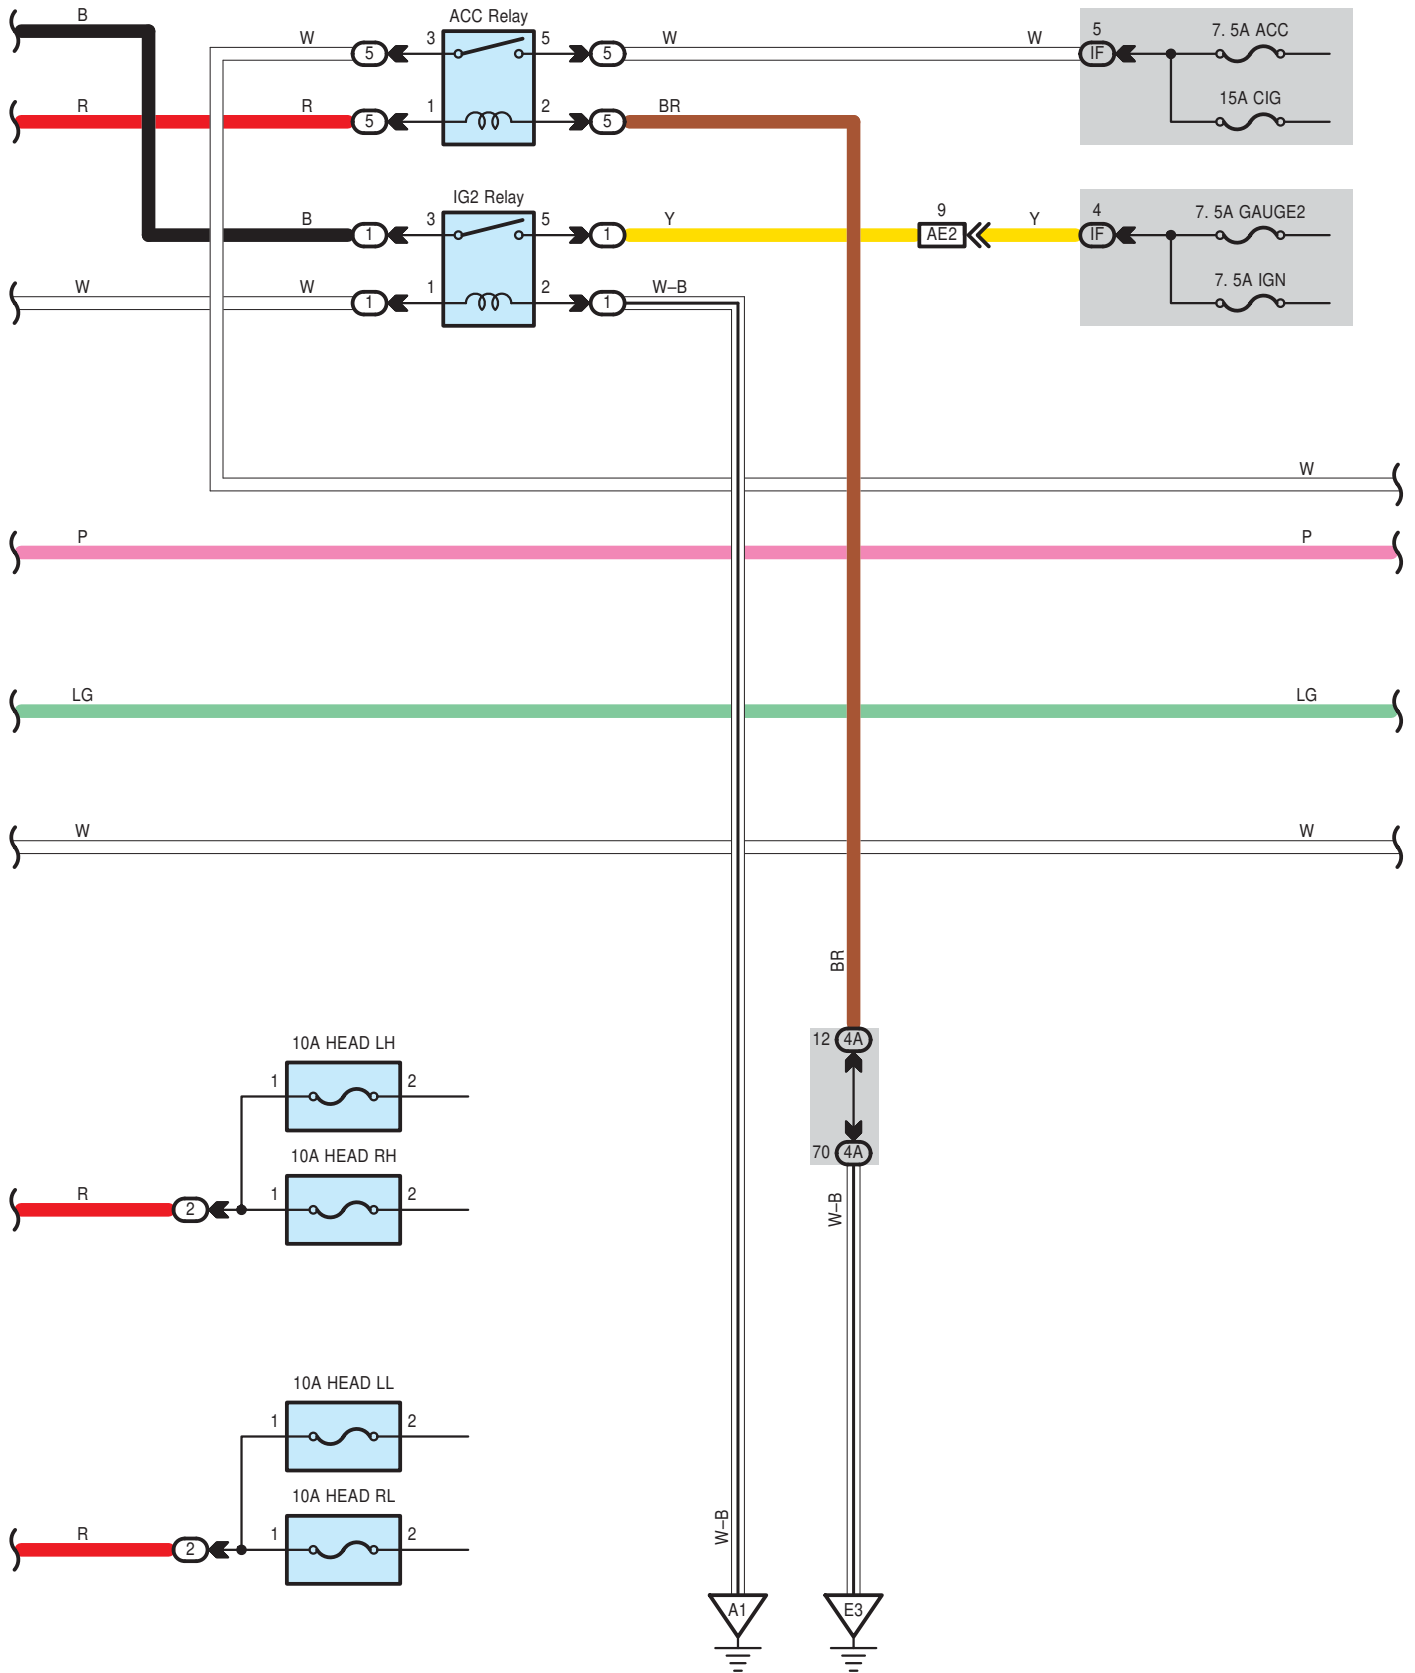 B
ACC Relay
W
5
3
5
5
W
W
5
IF
7. 5A ACC
15A CIG
R
R
5
1
2
5
BR
IG2 Relay
B
1
3
5
1
Y
9
AE2
Y
4
IF
7. 5A GAUGE2
7. 5A IGN
W
W
1
1
2
1
W–B
W
P
P
LG
LG
W
W
BR
12
4A
70
4A
W–B
10A HEAD LH
1
2
10A HEAD RH
R
2
1
2
10A HEAD LL
1
2
10A HEAD RL
R
2
1
2
W–B
A1
E3